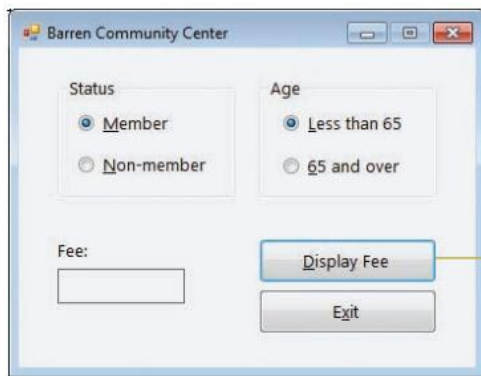 Barren Community Center
Status
Member
Non-member
Age
Less than 65
65 and over
Fee:
Display Fee
Exit